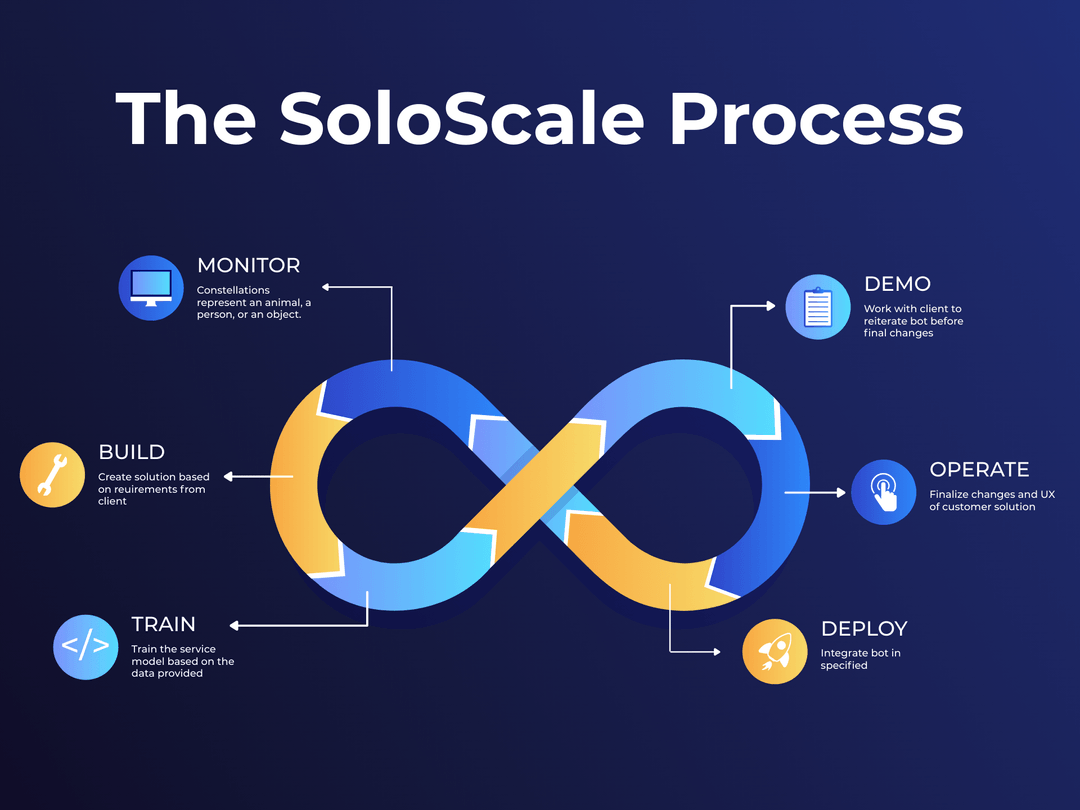 The SoloScale Process
MONITOR
Constellations
represent an animal, a
person, or an object.
DEMO
Work with client to
reiterate bot before
final changes
BUILD
Create solution based
on reuirements from
client
OPERATE
Finalize changes and UX
of customer solution
</>
TRAIN
Train the service
model based on the
data provided
DEPLOY
Integrate bot in
specified